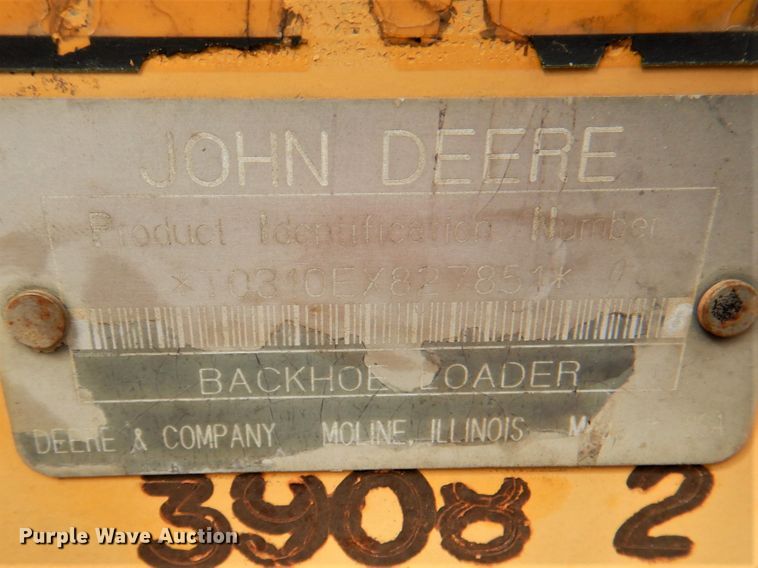 JOHN DEERE
Product Identification Number
*T0310EX827851*
BACKHOE LOADER
DEERE & COMPANY MOLINE, ILLINOIS
3908 2
Purple Wave Auction